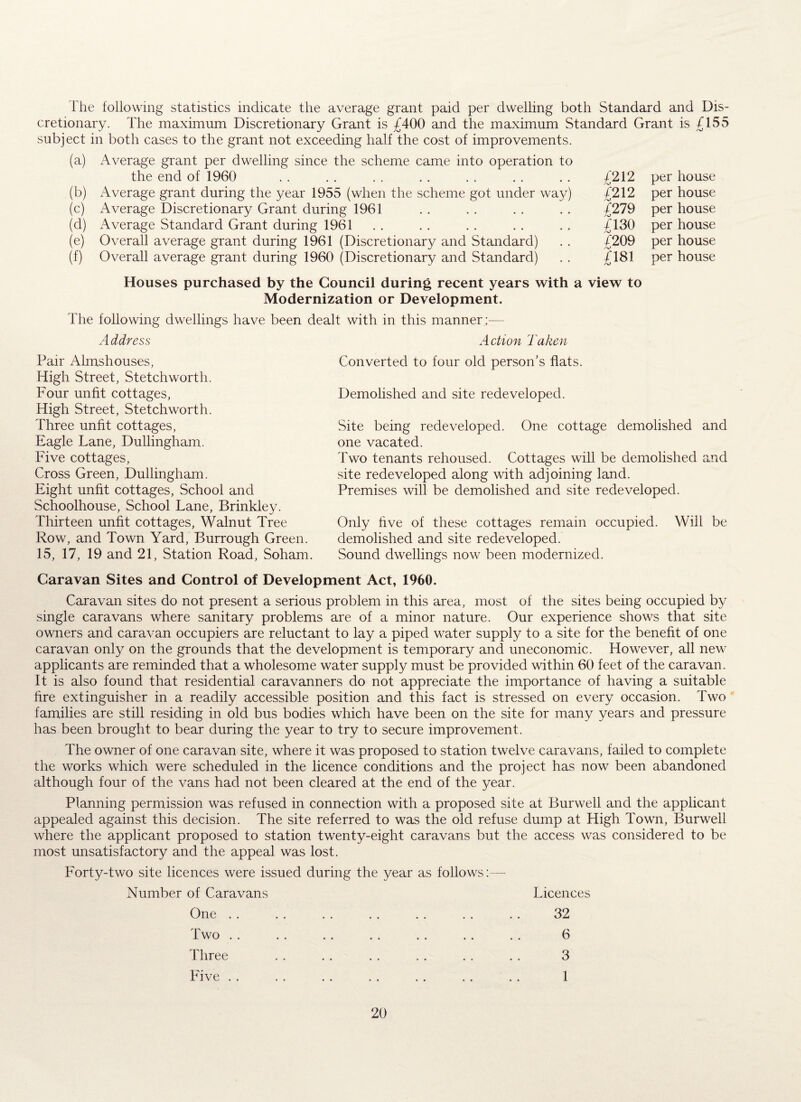 The following statistics indicate the average grant paid per dwelling both Standard and Dis-
cretionary. The maximum Discretionary Grant is £400 and the maximum Standard Grant is £155
subject in both cases to the grant not exceeding half the cost of improvements.
(a) Average grant per dwelling since the scheme came into operation to
the end of 1960 . . . . . . . . . . . . . . £212 per house
(b) Average grant during the year 1955 (when the scheme got under way) £212 per house
(c) Average Discretionary Grant during 1961 . . . . . . . . £279 per house
(d) Average Standard Grant during 1961 . . . . . . . . . . £130 per house
(e) Overall average grant during 1961 (Discretionary and Standard) . . £209 per house
(f) Overall average grant during 1960 (Discretionary and Standard) . . £181 per house
Houses purchased by the Council during recent years with a view to
Modernization or Development.
The following dwellings have been dealt with in this manner:—
Address Action Taken
Pair Almshouses, Converted to four old person's flats.
High Street, Stetchworth.
Four unfit cottages, Demolished and site redeveloped.
High Street, Stetchworth.
Three unfit cottages, Site being redeveloped. One cottage demolished and
Eagle Lane, Dullingham. one vacated.
Five cottages, Two tenants rehoused. Cottages will be demolished and
Cross Green, Dullingham. site redeveloped along with adjoining land.
Eight unfit cottages, School and Premises will be demolished and site redeveloped.
Schoolhouse, School Lane, Brinkley.
Thirteen unfit cottages, Walnut Tree Only five of these cottages remain occupied. Will be
Row, and Town Yard, Burrough Green. demolished and site redeveloped.
15, 17, 19 and 21, Station Road, Soham. Sound dwellings now been modernized.
Caravan Sites and Control of Development Act, 1960.
Caravan sites do not present a serious problem in this area, most of the sites being occupied by
single caravans where sanitary problems are of a minor nature. Our experience shows that site
owners and caravan occupiers are reluctant to lay a piped water supply to a site for the benefit of one
caravan only on the grounds that the development is temporary and uneconomic. However, all new
applicants are reminded that a wholesome water supply must be provided within 60 feet of the caravan.
It is also found that residential caravanners do not appreciate the importance of having a suitable
fire extinguisher in a readily accessible position and this fact is stressed on every occasion. Two
families are still residing in old bus bodies which have been on the site for many years and pressure
has been brought to bear during the year to try to secure improvement.
The owner of one caravan site, where it was proposed to station twelve caravans, failed to complete
the works which were scheduled in the licence conditions and the project has now been abandoned
although four of the vans had not been cleared at the end of the year.
Planning permission was refused in connection with a proposed site at Burwell and the applicant
appealed against this decision. The site referred to was the old refuse dump at High Town, Burwell
where the applicant proposed to station twenty-eight caravans but the access was considered to be
most unsatisfactory and the appeal was lost.
Forty-two site licences were issued during the year as follows:—
Number of Caravans Licences
One . . . . . . . . . . . . . . 32
Two . . . . . . . . . . . . . . 6
Three . . . . . . . . . . . . 3
Five . . . . . . . . . . . . . . 1
20